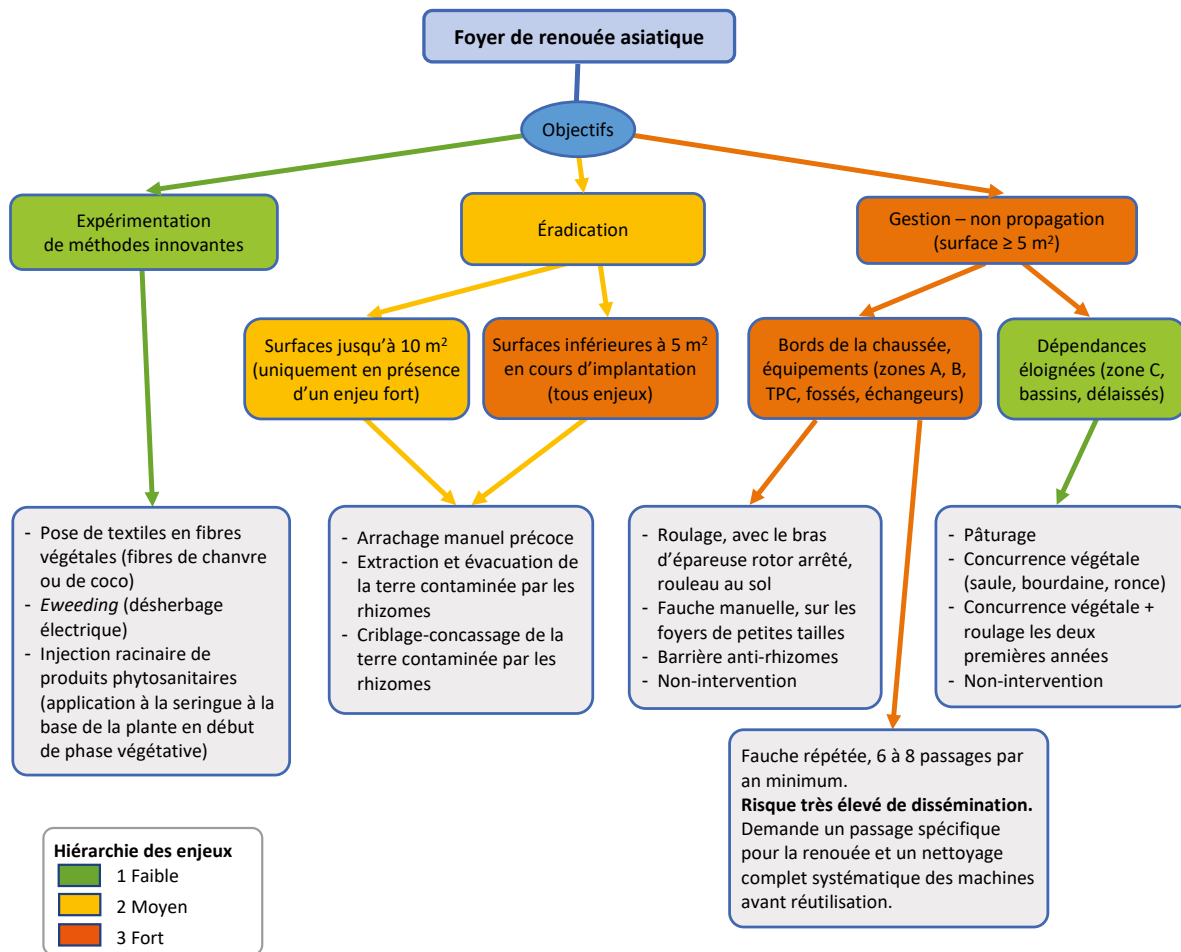 Foyer de renouée asiatique
Objectifs
Expérimentation
de méthodes innovantes
Éradication
Gestion – non propagation
(surface ≥ 5 m²)
Surfaces jusqu’à 10 m²
(uniquement en présence
d’un enjeu fort)
Surfaces inférieures à 5 m²
en cours d’implantation
(tous enjeux)
Bords de la chaussée,
équipements (zones A, B,
TPC, fossés, échangeurs)
Dépendances
éloignées (zone C,
bassins, délaissés)
- Pose de textiles en fibres
végétales (fibres de chanvre
ou de coco)
- Eweeding (désherbage
électrique)
- Injection racinaire de
produits phytosanitaires
(application à la seringue à la
base de la plante en début
de phase végétative)
- Arrachage manuel précoce
- Extraction et évacuation de
la terre contaminée par les
rhizomes
- Criblage-concassage de la
terre contaminée par les
rhizomes
- Roulage, avec le bras
d’épareuse rotor arrêté,
rouleau au sol
- Fauche manuelle, sur les
foyers de petites tailles
- Barrière anti-rhizomes
- Non-intervention
- Pâturage
- Concurrence végétale
(saule, bourdaine, ronce)
- Concurrence végétale +
roulage les deux
premières années
- Non-intervention
Fauche répétée, 6 à 8 passages par
an minimum.
Risque très élevé de dissémination.
Demande un passage spécifique
pour la renouée et un nettoyage
complet systématique des machines
avant réutilisation.
Hiérarchie des enjeux
1 Faible
2 Moyen
3 Fort